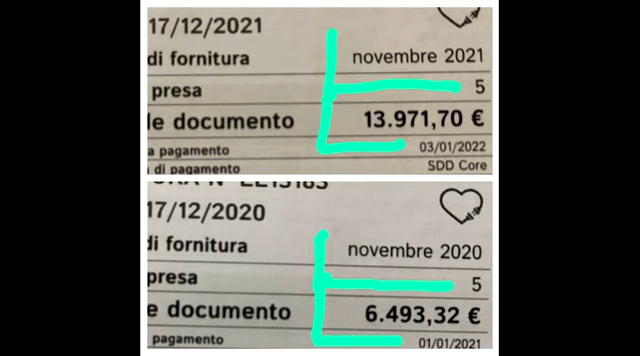 17/12/2021
di fornitura novembre 2021
presa 5
le documento 13.971,70 €
a pagamento 03/01/2022
di pagamento SDD Core
17/12/2020
di fornitura novembre 2020
presa 5
e documento 6.493,32 €
pagamento 01/01/2021